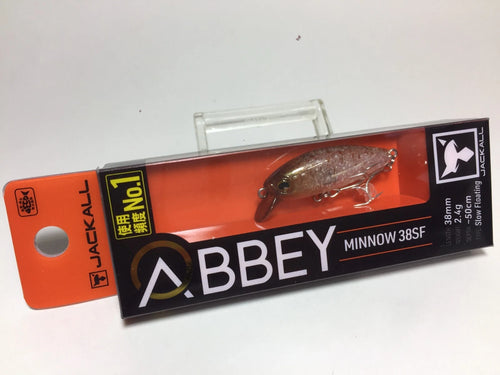 JACKALL
使用
頻度
No.1
ABBEY
MINNOW 38SF
JACKALL
38mm
2.4g
~50cm
Slow Floating